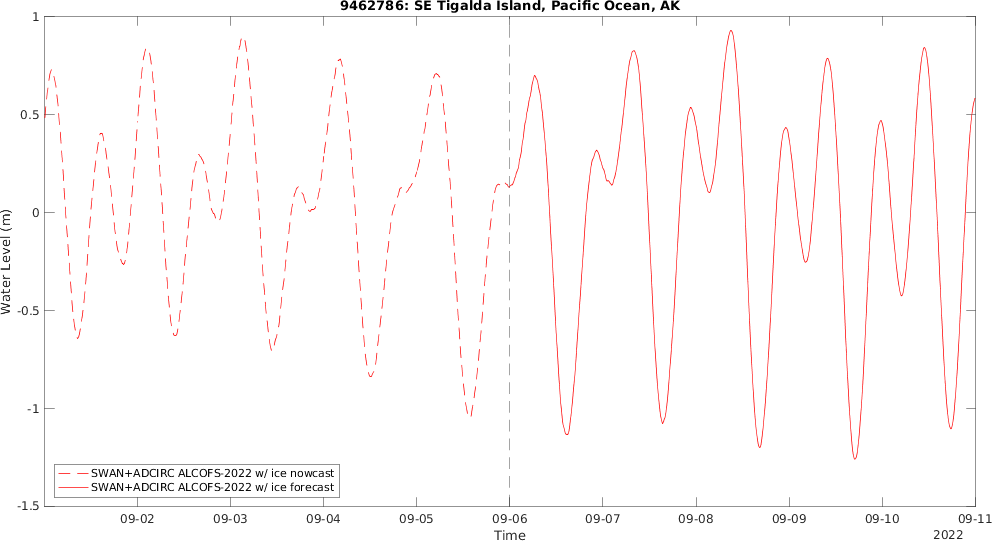 9462786: SE Tigalda Island, Pacific Ocean, AK
1
0.5
0
-0.5
-1
-1.5
Water Level (m)
SWAN+ADCIRC ALCOFS-2022 w/ ice nowcast
SWAN+ADCIRC ALCOFS-2022 w/ ice forecast
09-02 09-03 09-04 09-05 09-06 09-07 09-08 09-09 09-10 09-11
Time
2022